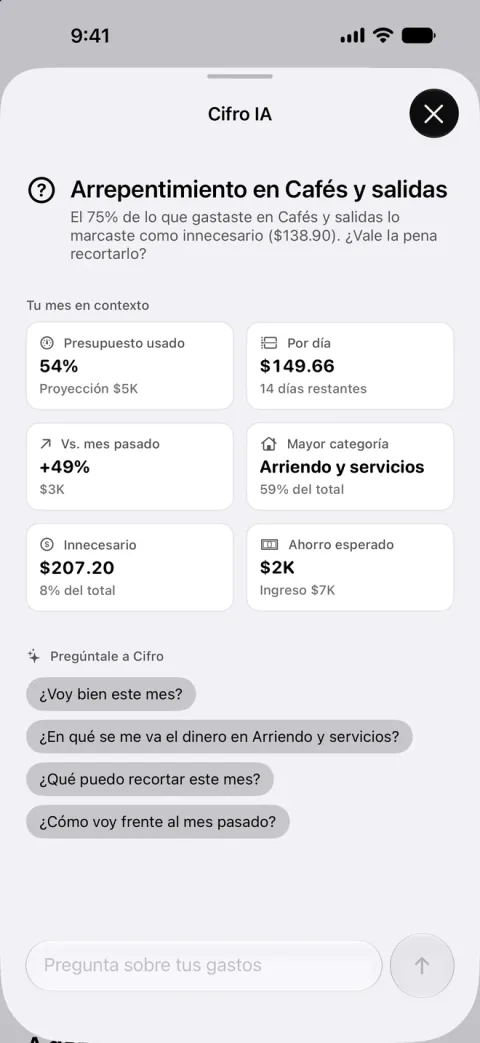 9:41
Cifro IA
Arrepentimiento en Cafés y salidas
El 75% de lo que gastaste en Cafés y salidas lo
marcaste como innecesario ($138.90). ¿Vale la pena
recortarlo?
Tu mes en contexto
Presupuesto usado
54%
Proyección $5K
Por día
$149.66
14 días restantes
Vs. mes pasado
+49%
$3K
Mayor categoría
Arriendo y servicios
59% del total
Innecesario
$207.20
8% del total
Ahorro esperado
$2K
Ingreso $7K
Pregúntale a Cifro
¿Voy bien este mes?
¿En qué se me va el dinero en Arriendo y servicios?
¿Qué puedo recortar este mes?
¿Cómo voy frente al mes pasado?
Pregunta sobre tus gastos